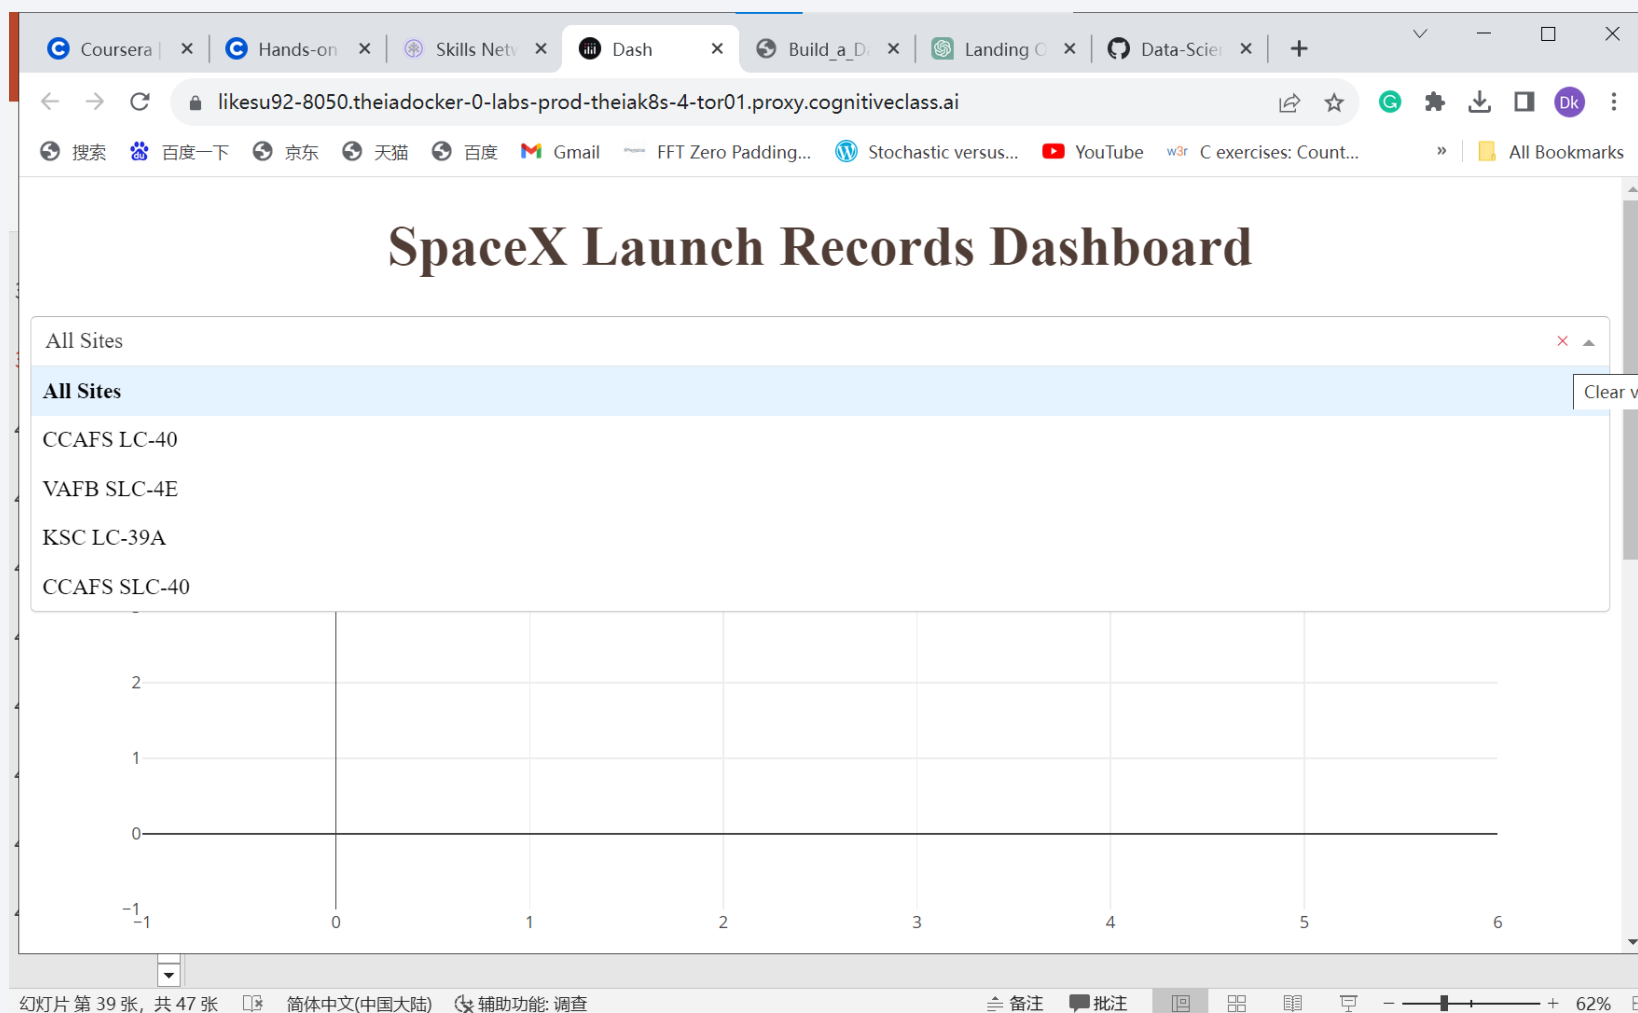 Coursera |
Hands-on
Skills Netw
Dash
Build_a_Da
Landing O
Data-Scien
likesu92-8050.theiadocker-0-labs-prod-theiak8s-4-tor01.proxy.cognitiveclass.ai
Dk
搜索
百度一下
京东
天猫
百度
Gmail
FFT Zero Padding...
Stochastic versus...
YouTube
w3r
C exercises: Count...
»
All Bookmarks
SpaceX Launch Records Dashboard
All Sites
All Sites
Clear v
CCAFS LC-40
VAFB SLC-4E
KSC LC-39A
CCAFS SLC-40
2
1
0
−1
−1 0 1 2 3 4 5 6
幻灯片 第 39 张，共 47 张
简体中文(中国大陆)
辅助功能: 调查
备注
批注
62%